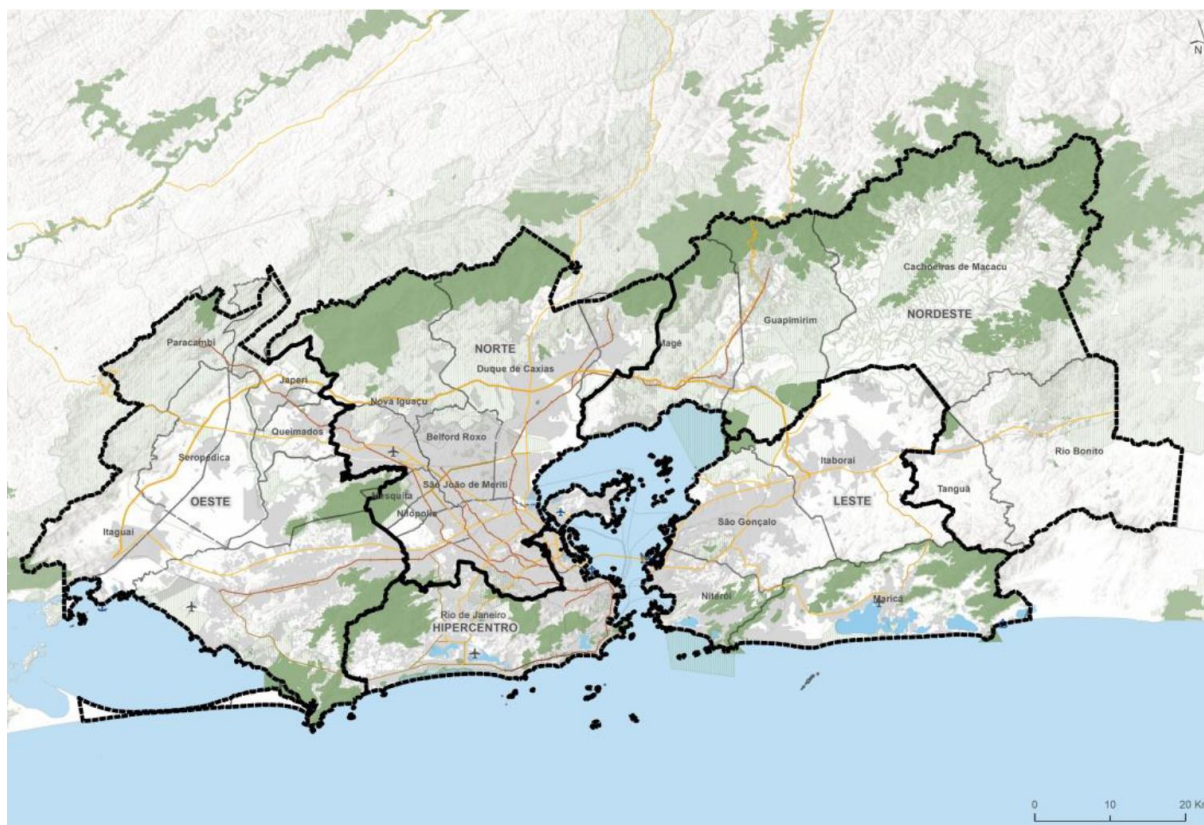 N
Cachoeiras de Macacu
NORDESTE
Guapimirim
Paracambi
Magé
NORTE
Duque de Caxias
Japeri
Nova Iguaçu
Queimados
Belford Roxo
Seropédica
Itaboraí
Rio Bonito
São João de Meriti
Tanguá
OESTE
Mesquita
LESTE
Nilópolis
São Gonçalo
Itaguaí
Niterói
Maricá
Rio de Janeiro
HIPERCENTRO
0 10 20 K